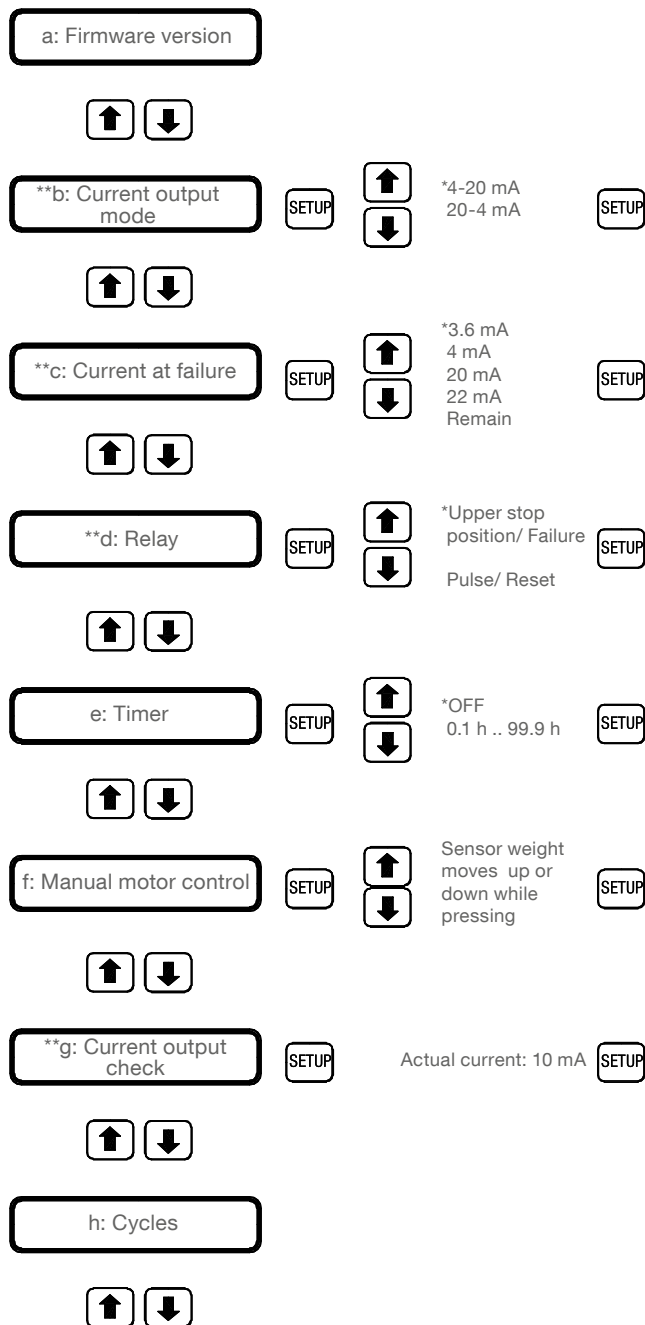 a: Firmware version
**b: Current output
mode
SETUP
*4-20 mA
20-4 mA
SETUP
**c: Current at failure
SETUP
*3.6 mA
4 mA
20 mA
22 mA
Remain
SETUP
**d: Relay
SETUP
*Upper stop
position/ Failure
Pulse/ Reset
SETUP
e: Timer
SETUP
*OFF
0.1 h .. 99.9 h
SETUP
f: Manual motor control
SETUP
Sensor weight
moves up or
down while
pressing
SETUP
**g: Current output
check
SETUP
Actual current: 10 mA
SETUP
h: Cycles